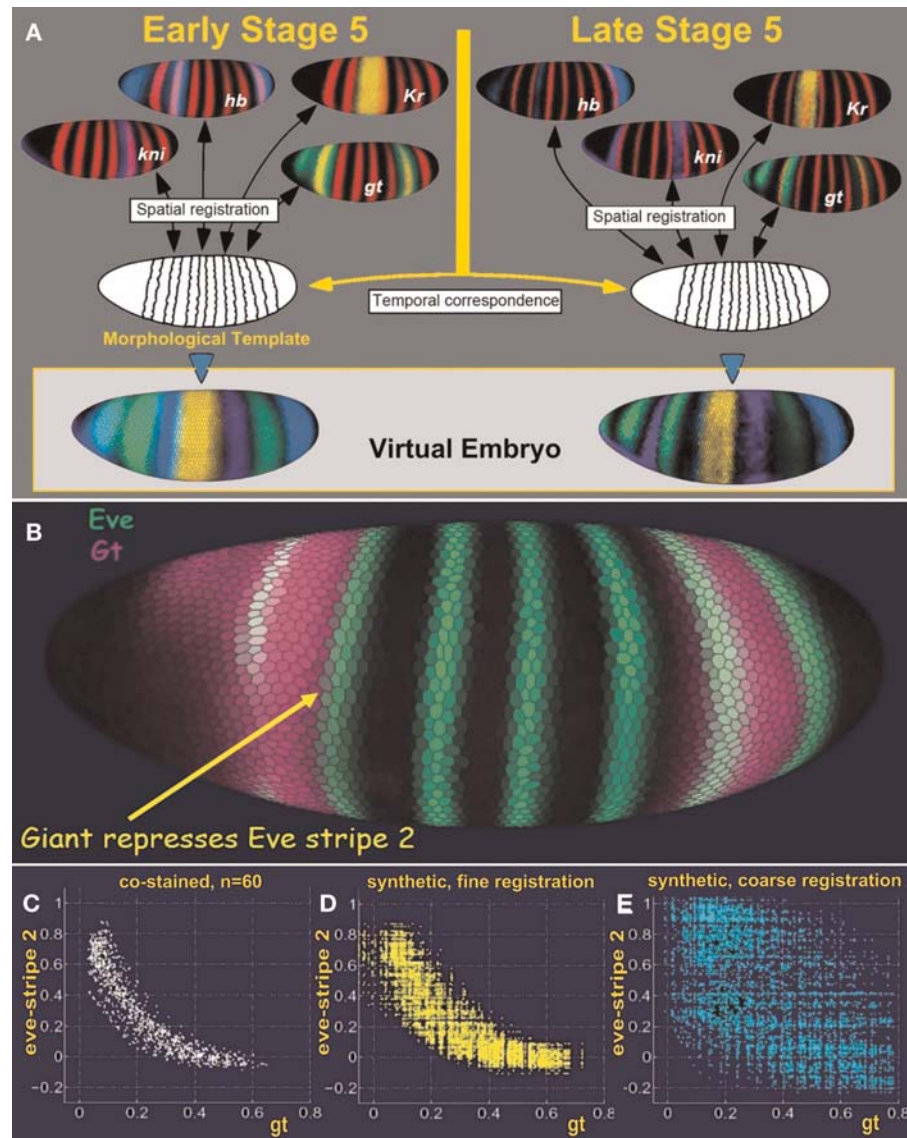 A
Early Stage 5
Late Stage 5
hb
Kr
kni
gt
Spatial registration
hb
Kr
kni
gt
Spatial registration
Temporal correspondence
Morphological Template
Virtual Embryo
B
Eve
Gt
Giant represses Eve stripe 2
C
co-stained, n=60
eve-stripe 2
1
0.8
0.6
0.4
0.2
0
-0.2
0
0.2
0.4
0.6
0.8
gt
D
synthetic, fine registration
eve-stripe 2
1
0.8
0.6
0.4
0.2
0
-0.2
0
0.2
0.4
0.6
0.8
gt
E
synthetic, coarse registration
eve-stripe 2
1
0.8
0.6
0.4
0.2
0
-0.2
0
0.2
0.4
0.6
0.8
gt